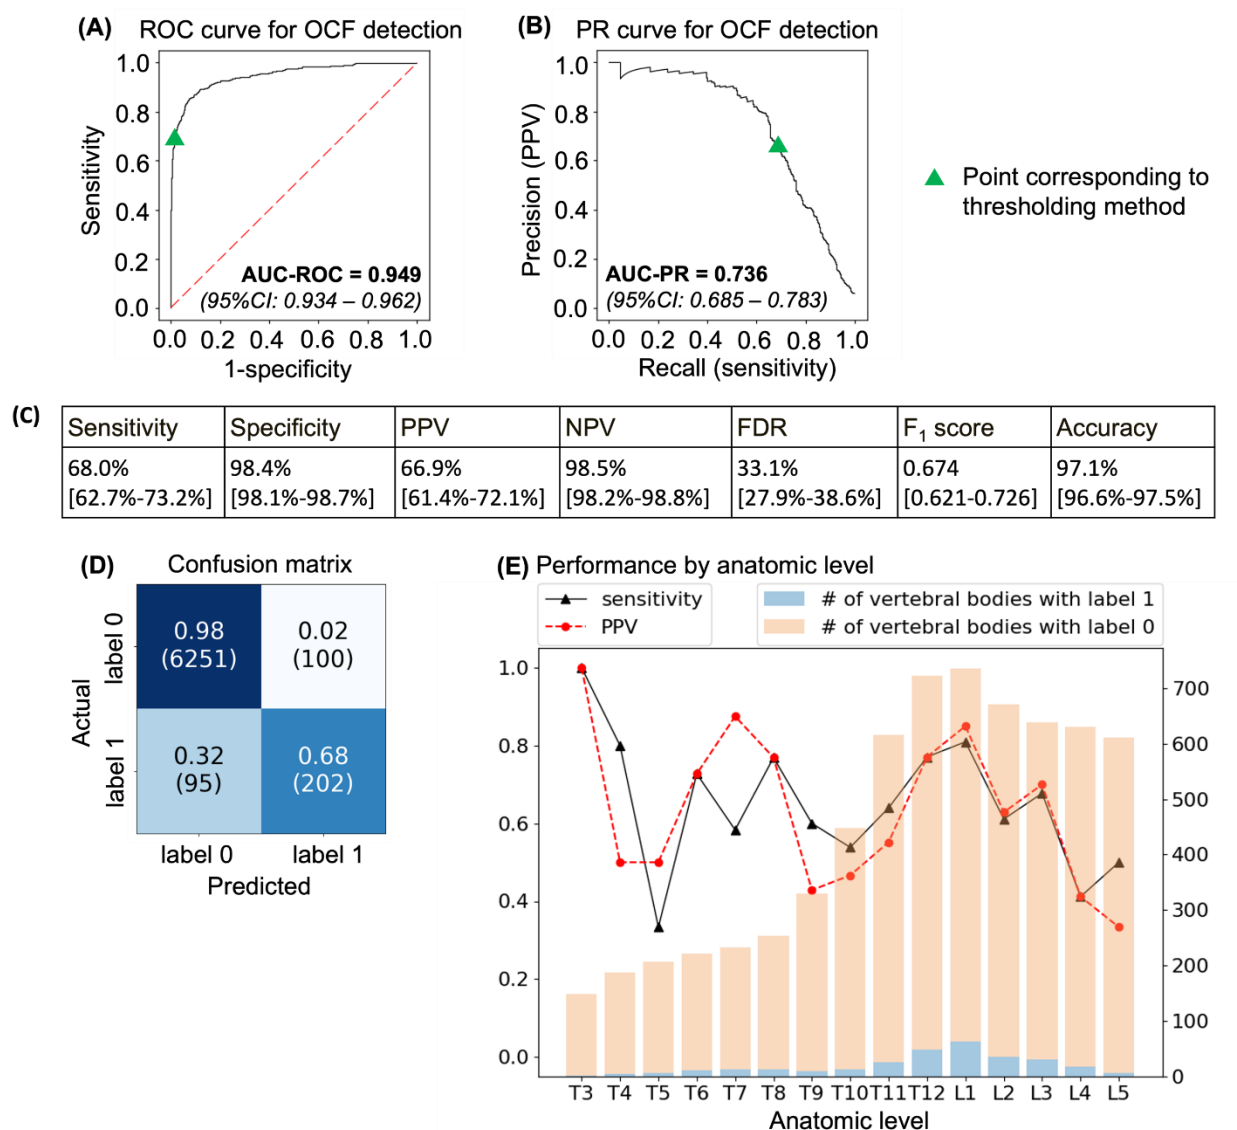 (A) ROC curve for OCF detection
1.0
0.8
0.6
0.4
0.2
0.0
Sensitivity
AUC-ROC = 0.949
(95%CI: 0.934 – 0.962)
0.0 0.2 0.4 0.6 0.8 1.0
1-specificity
(B) PR curve for OCF detection
1.0
0.8
0.6
0.4
0.2
0.0
Precision (PPV)
AUC-PR = 0.736
(95%CI: 0.685 – 0.783)
0.0 0.2 0.4 0.6 0.8 1.0
Recall (sensitivity)
Point corresponding to
thresholding method
(C)
Sensitivity Specificity PPV NPV FDR F1 score Accuracy
68.0% 98.4% 66.9% 98.5% 33.1% 0.674 97.1%
[62.7%-73.2%] [98.1%-98.7%] [61.4%-72.1%] [98.2%-98.8%] [27.9%-38.6%] [0.621-0.726] [96.6%-97.5%]
(D) Confusion matrix
Actual
label 0
label 1
0.98 0.02
(6251) (100)
0.32 0.68
(95) (202)
label 0 label 1
Predicted
(E) Performance by anatomic level
sensitivity
PPV
# of vertebral bodies with label 1
# of vertebral bodies with label 0
1.0
0.8
0.6
0.4
0.2
0.0
700
600
500
400
300
200
100
0
T3 T4 T5 T6 T7 T8 T9 T10 T11 T12 L1 L2 L3 L4 L5
Anatomic level